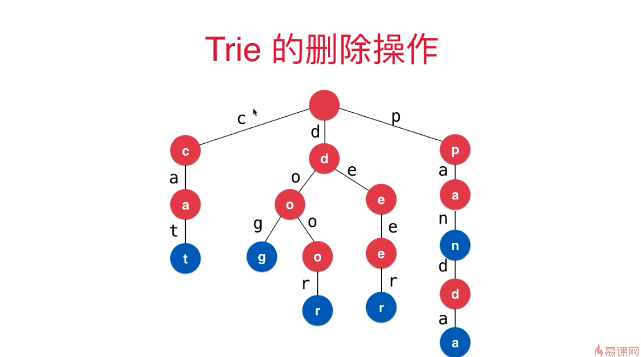 Trie 的删除操作
c d p
c d p
a o e a
a o e a
t g o e n
t g o e n
r r d
r r d
a
a
慕课网